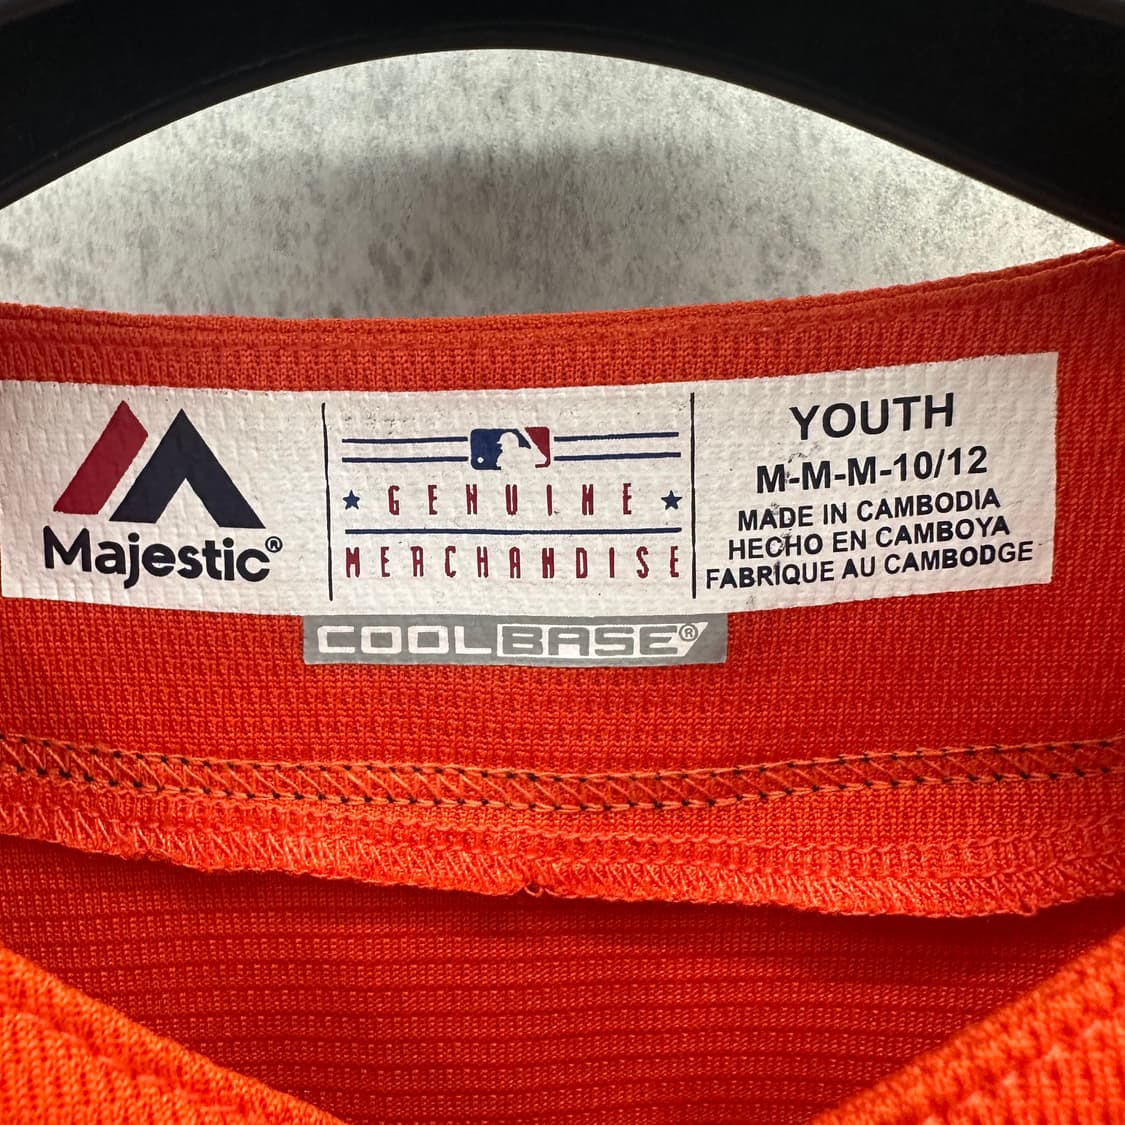 Majestic®
GENUINE
MERCHANDISE
YOUTH
M-M-M-10/12
MADE IN CAMBODIA
HECHO EN CAMBOYA
FABRIQUE AU CAMBODGE
COOLBASE®